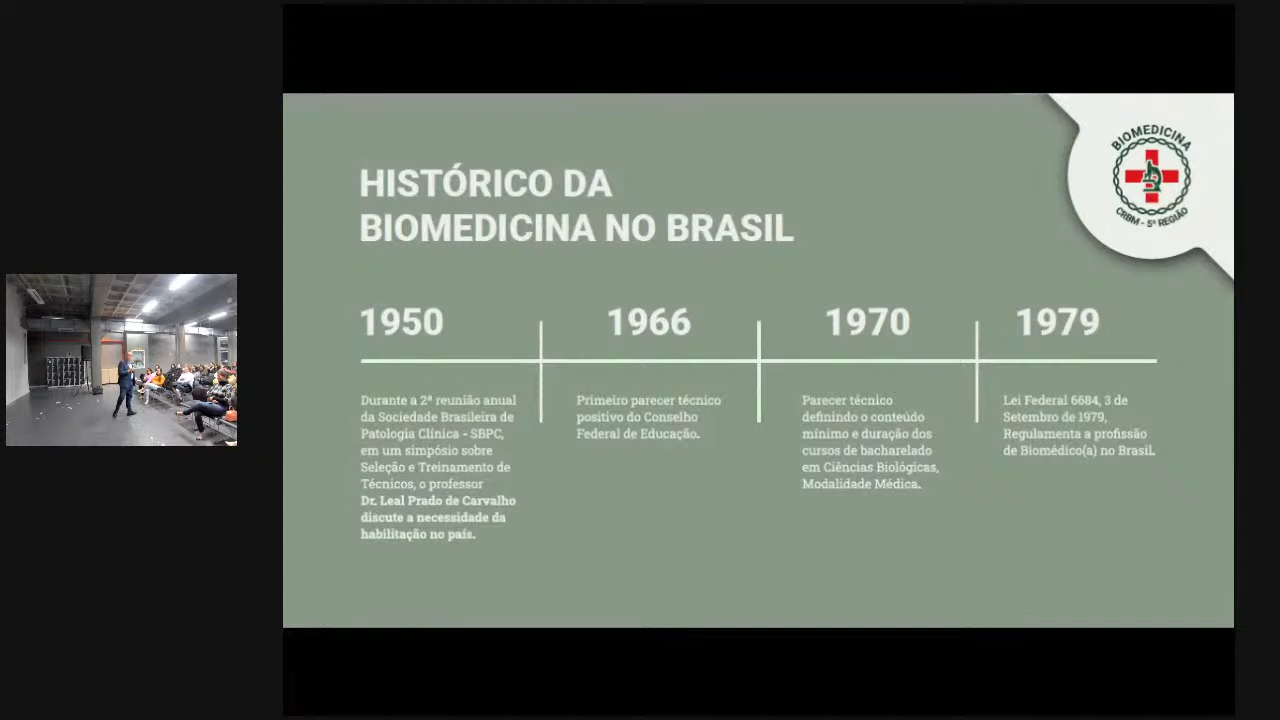 BIOMEDICINA
CRBM - 5ª REGIÃO
HISTÓRICO DA
BIOMEDICINA NO BRASIL
1950
Durante a 2ª reunião anual
da Sociedade Brasileira de
Patologia Clínica - SBPC,
em um simpósio sobre
Seleção e Treinamento de
Técnicos, o professor
Dr. Leal Prado de Carvalho
discute a necessidade da
habilitação no país.
1966
Primeiro parecer técnico
positivo do Conselho
Federal de Educação.
1970
Parecer técnico
definindo o conteúdo
mínimo e duração dos
cursos de bacharelado
em Ciências Biológicas,
Modalidade Médica.
1979
Lei Federal 6684, 3 de
Setembro de 1979,
Regulamenta a profissão
de Biomédico(a) no Brasil.